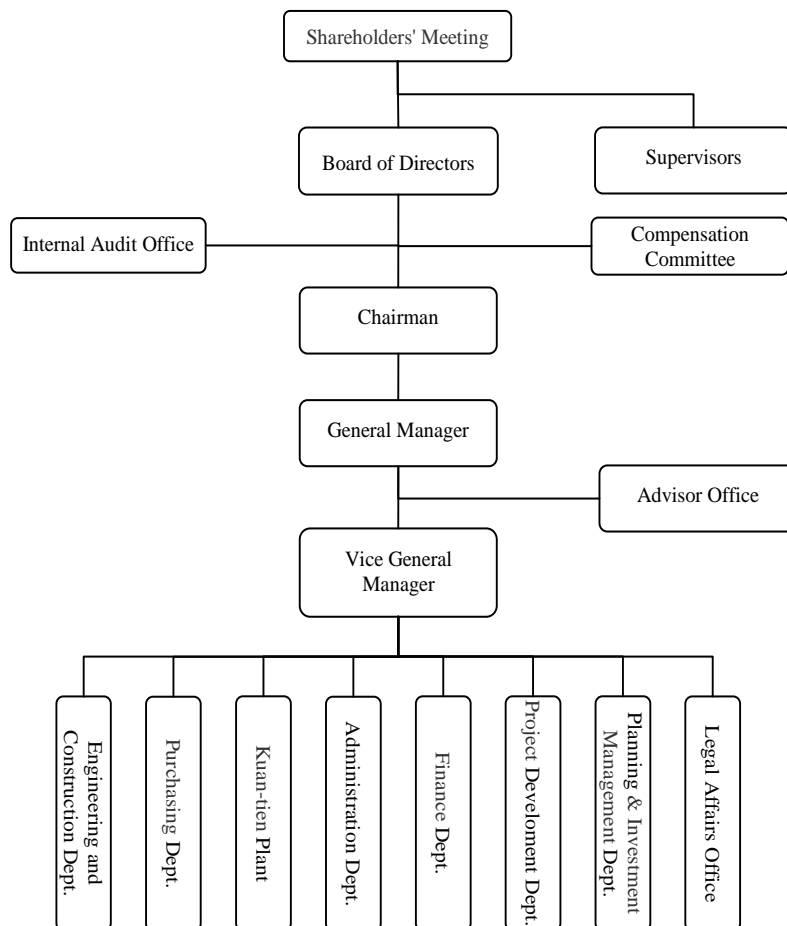 Shareholders' Meeting
Board of Directors
Supervisors
Internal Audit Office
Compensation
Committee
Chairman
General Manager
Advisor Office
Vice General
Manager
Engineering and
Construction Dept.
Purchasing Dept.
Kuan-tien Plant
Administration Dept.
Finance Dept.
Project Develoment Dept.
Planning & Investment
Management Dept.
Legal Affairs Office